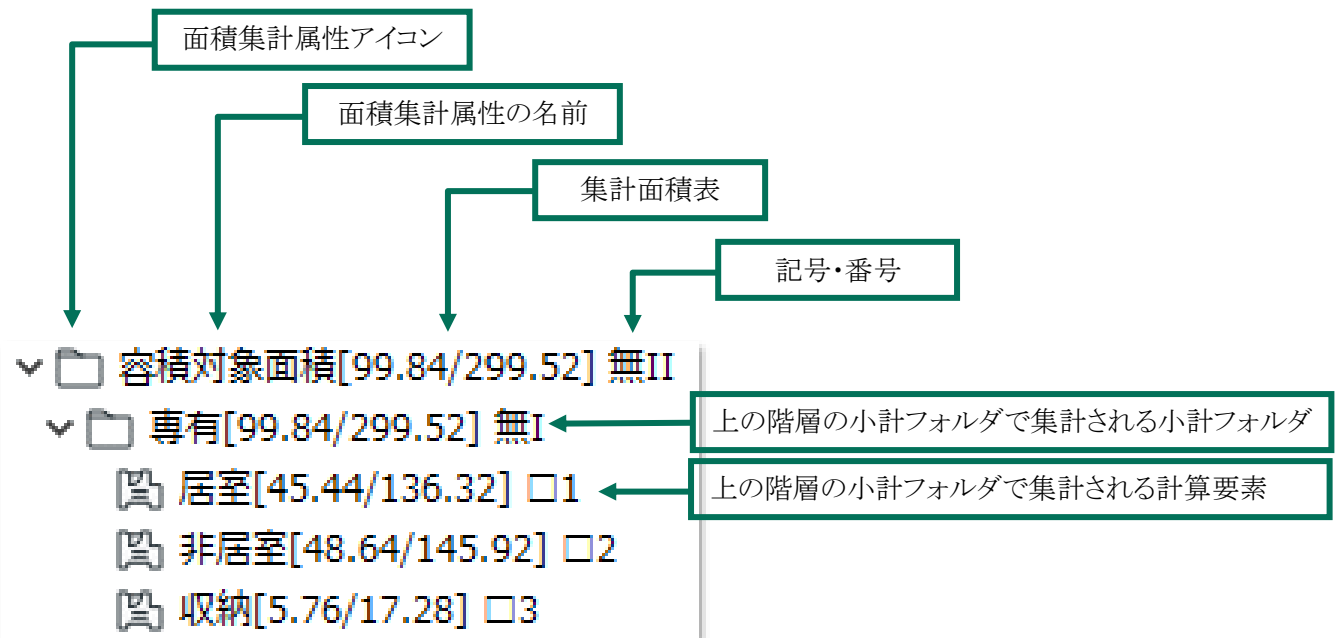 面積集計属性アイコン
面積集計属性の名前
集計面積表
記号・番号
容積対象面積[99.84/299.52] 無II
専有[99.84/299.52] 無I
上の階層の小計フォルダで集計される小計フォルダ
居室[45.44/136.32] □1
上の階層の小計フォルダで集計される計算要素
非居室[48.64/145.92] □2
収納[5.76/17.28] □3